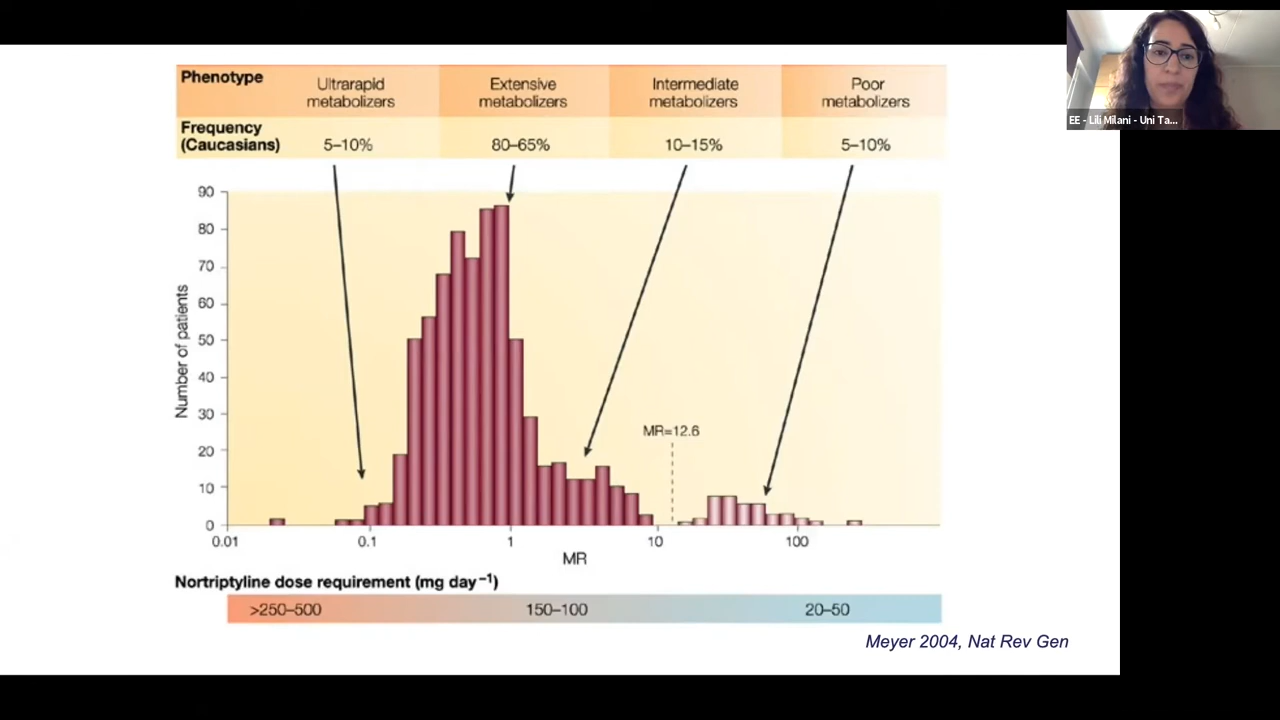 EE - Lili Milani - Uni Ta...
Phenotype
Ultrarapid
metabolizers
Extensive
metabolizers
Intermediate
metabolizers
Poor
metabolizers
Frequency
(Caucasians)
5–10%
80–65%
10–15%
5–10%
Number of patients
90
80
70
60
50
40
30
20
10
0
MR=12.6
0.01
0.1
1
10
100
MR
Nortriptyline dose requirement (mg day⁻¹)
>250–500
150–100
20–50
Meyer 2004, Nat Rev Gen